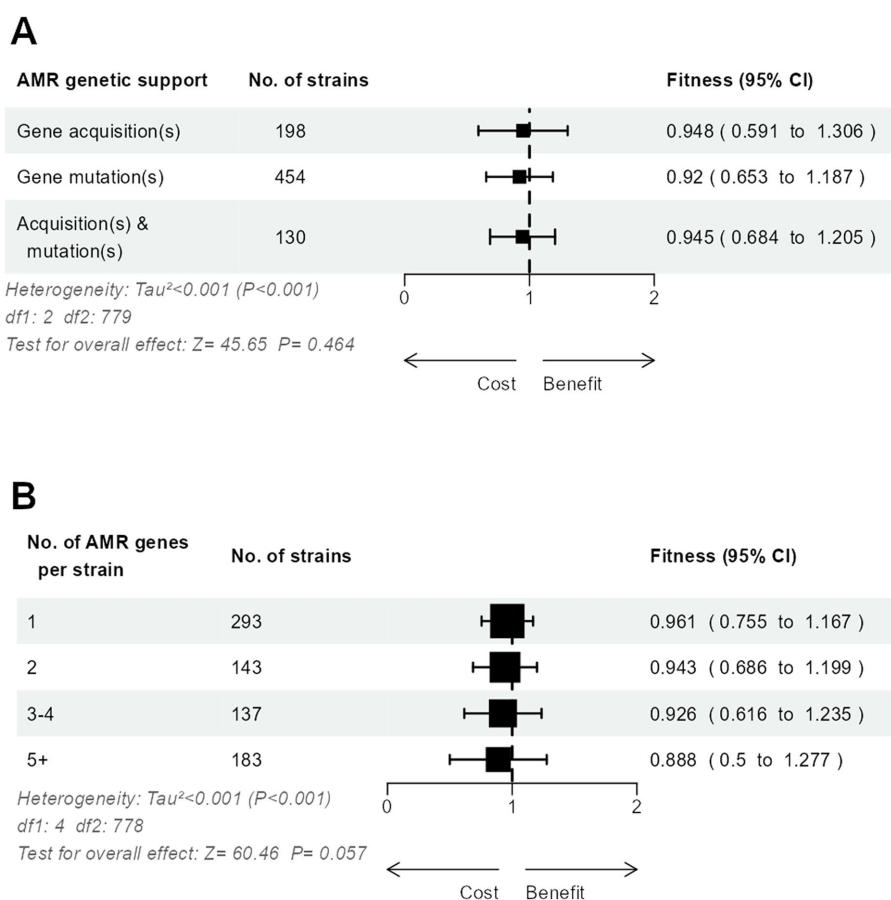 A
AMR genetic support No. of strains Fitness (95% CI)
Gene acquisition(s) 198 0.948 ( 0.591 to 1.306 )
Gene mutation(s) 454 0.92 ( 0.653 to 1.187 )
Acquisition(s) &
mutation(s) 130 0.945 ( 0.684 to 1.205 )
Heterogeneity: Tau²<0.001 (P<0.001)
0 1 2
df1: 2 df2: 779
Test for overall effect: Z= 45.65 P= 0.464
Cost Benefit
B
No. of AMR genes
per strain No. of strains Fitness (95% CI)
1 293 0.961 ( 0.755 to 1.167 )
2 143 0.943 ( 0.686 to 1.199 )
3-4 137 0.926 ( 0.616 to 1.235 )
5+ 183 0.888 ( 0.5 to 1.277 )
Heterogeneity: Tau²<0.001 (P<0.001)
0 1 2
df1: 4 df2: 778
Test for overall effect: Z= 60.46 P= 0.057
Cost Benefit